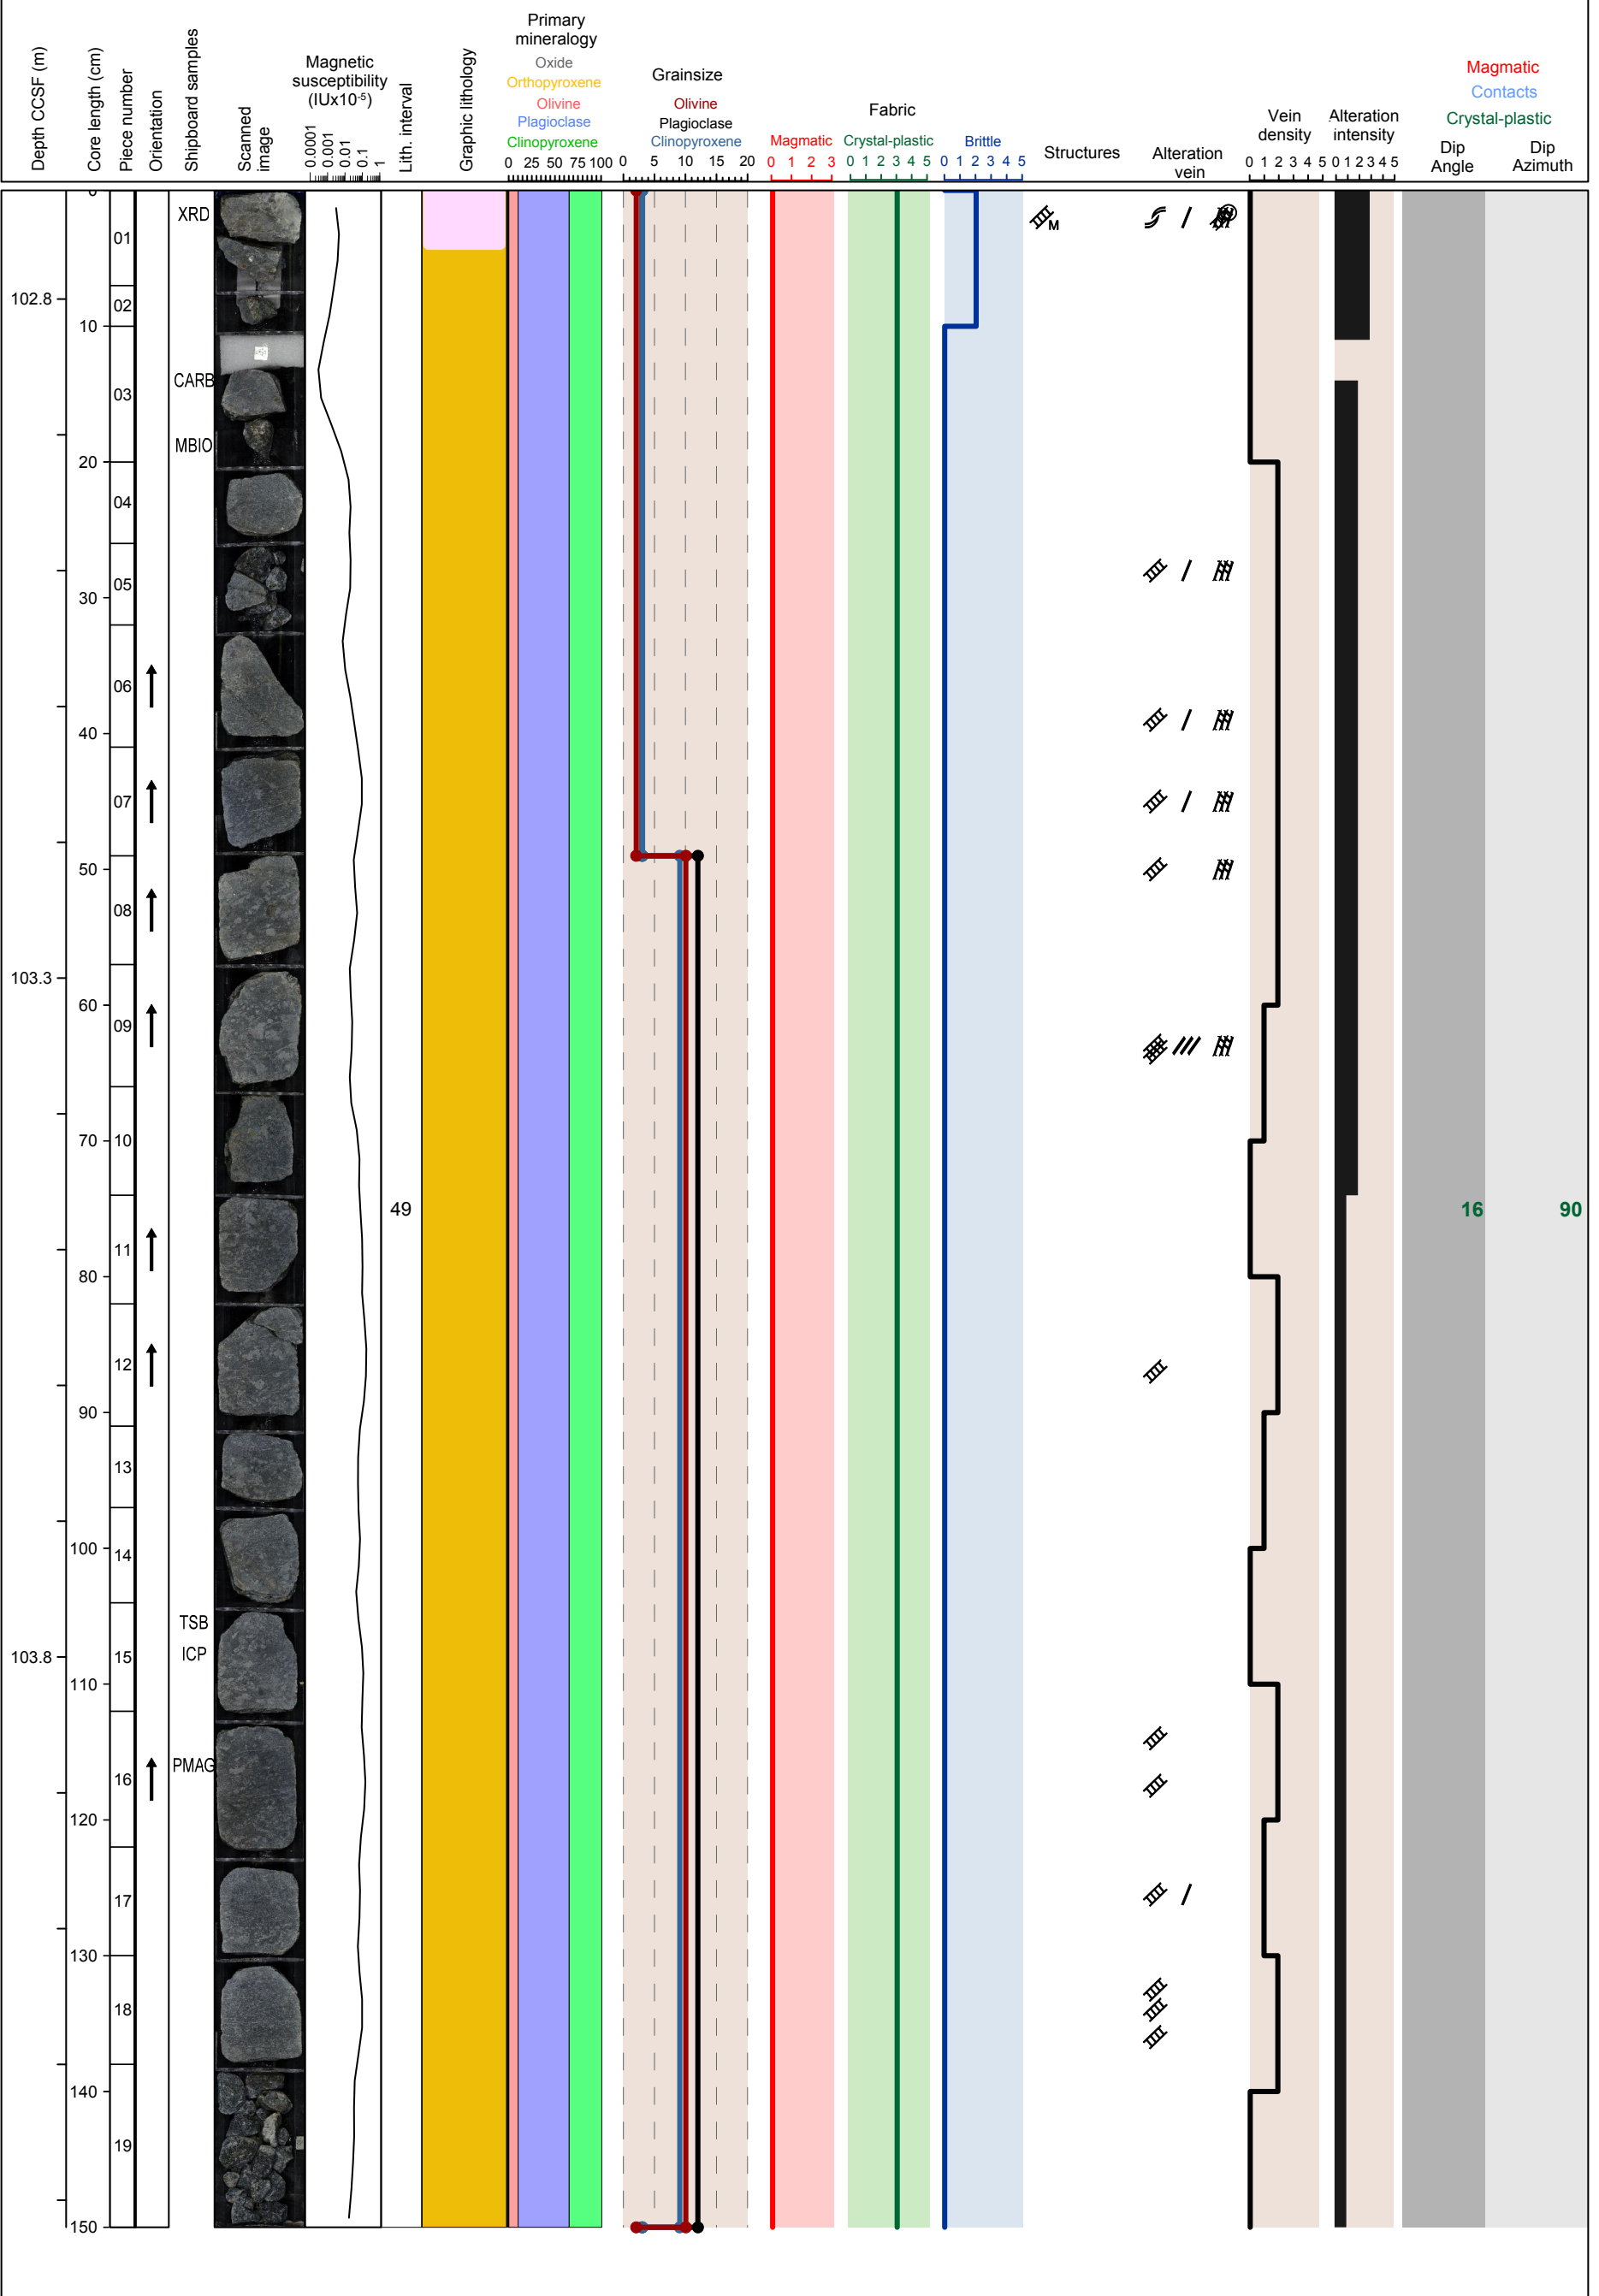 Depth CCSF (m)
Core length (cm)
Piece number
Orientation
Shipboard samples
Scanned
image
Magnetic
susceptibility
(IUx10-5)
0.0001
0.001
0.01
0.1
1
Lith. interval
Graphic lithology
Primary
mineralogy
Oxide
Orthopyroxene
Olivine
Plagioclase
Clinopyroxene
0 25 50 75 100
Grainsize
Olivine
Plagioclase
Clinopyroxene
0 5 10 15 20
Fabric
Magmatic
0 1 2 3
Crystal-plastic
0 1 2 3 4 5
Brittle
0 1 2 3 4 5
Structures
Alteration
vein
Vein
density
0 1 2 3 4 5
Alteration
intensity
0 1 2 3 4 5
Magmatic
Contacts
Crystal-plastic
Dip
Angle
Dip
Azimuth
0
XRD
M
01
102.8
02
10
CARB
03
MBIO
20
04
05
30
06
40
07
50
08
103.3
60
09
70
10
49
16
90
11
80
12
90
13
100
14
TSB
ICP
103.8
15
110
PMAG
16
120
17
130
18
140
19
150